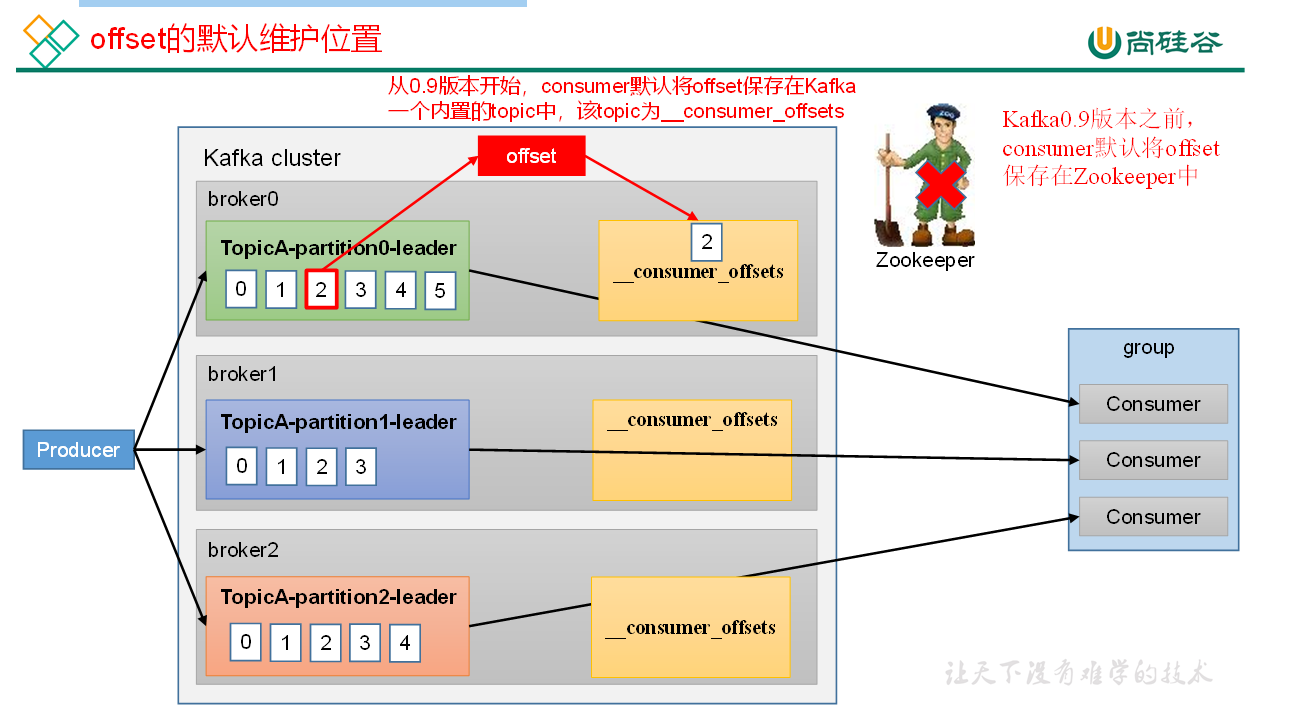 offset的默认维护位置
尚硅谷
从0.9版本开始，consumer默认将offset保存在Kafka
一个内置的topic中，该topic为__consumer_offsets
Kafka0.9版本之前，
consumer默认将offset
保存在Zookeeper中
ZOO
Zookeeper
Kafka cluster
offset
broker0
TopicA-partition0-leader
0 1 2 3 4 5
2
__consumer_offsets
broker1
TopicA-partition1-leader
0 1 2 3
__consumer_offsets
broker2
TopicA-partition2-leader
0 1 2 3 4
__consumer_offsets
Producer
group
Consumer
Consumer
Consumer
让天下没有难学的技术